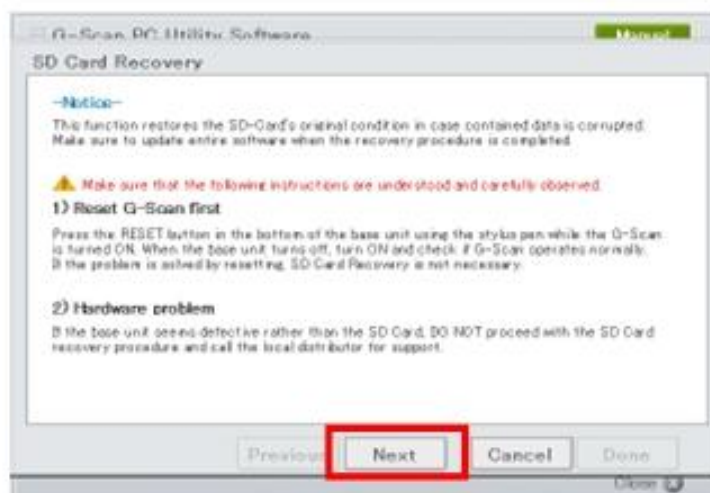 G-Scan PC Utility Software
Manual
SD Card Recovery
-Notice-
This function restores the SD-Card's original condition in case contained data is corrupted.
Make sure to update entire software when the recovery procedure is completed
Make sure that the following instructions are understood and carefully observed.
1) Reset G-Scan first
Press the RESET button in the bottom of the base unit using the stylus pen while the G-Scan
is turned ON. When the base unit turns off, turn ON and check if G-Scan operates normally.
If the problem is solved by resetting, SD Card Recovery is not necessary.
2) Hardware problem
If the base unit seems defective rather than the SD Card, DO NOT proceed with the SD Card
recovery procedure and call the local distributor for support.
Previous Next Cancel Done
Close